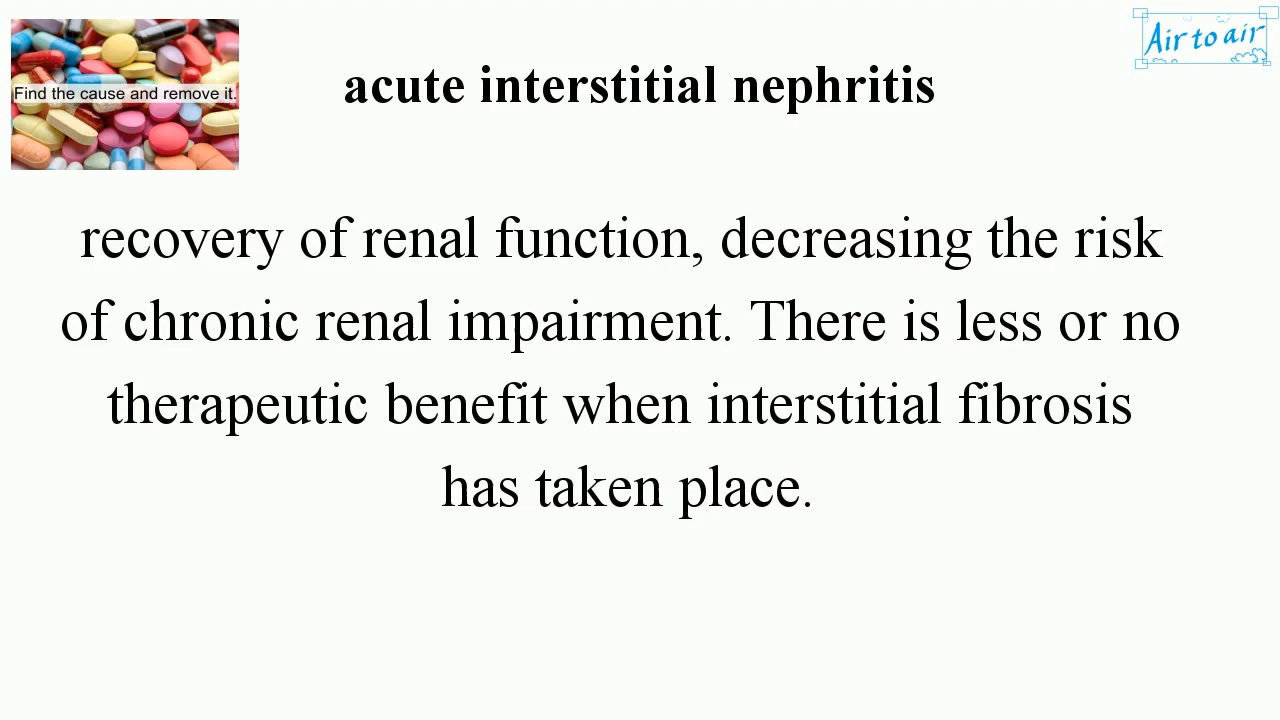 Find the cause and remove it.
Air to air
acute interstitial nephritis
recovery of renal function, decreasing the risk
of chronic renal impairment. There is less or no
therapeutic benefit when interstitial fibrosis
has taken place.